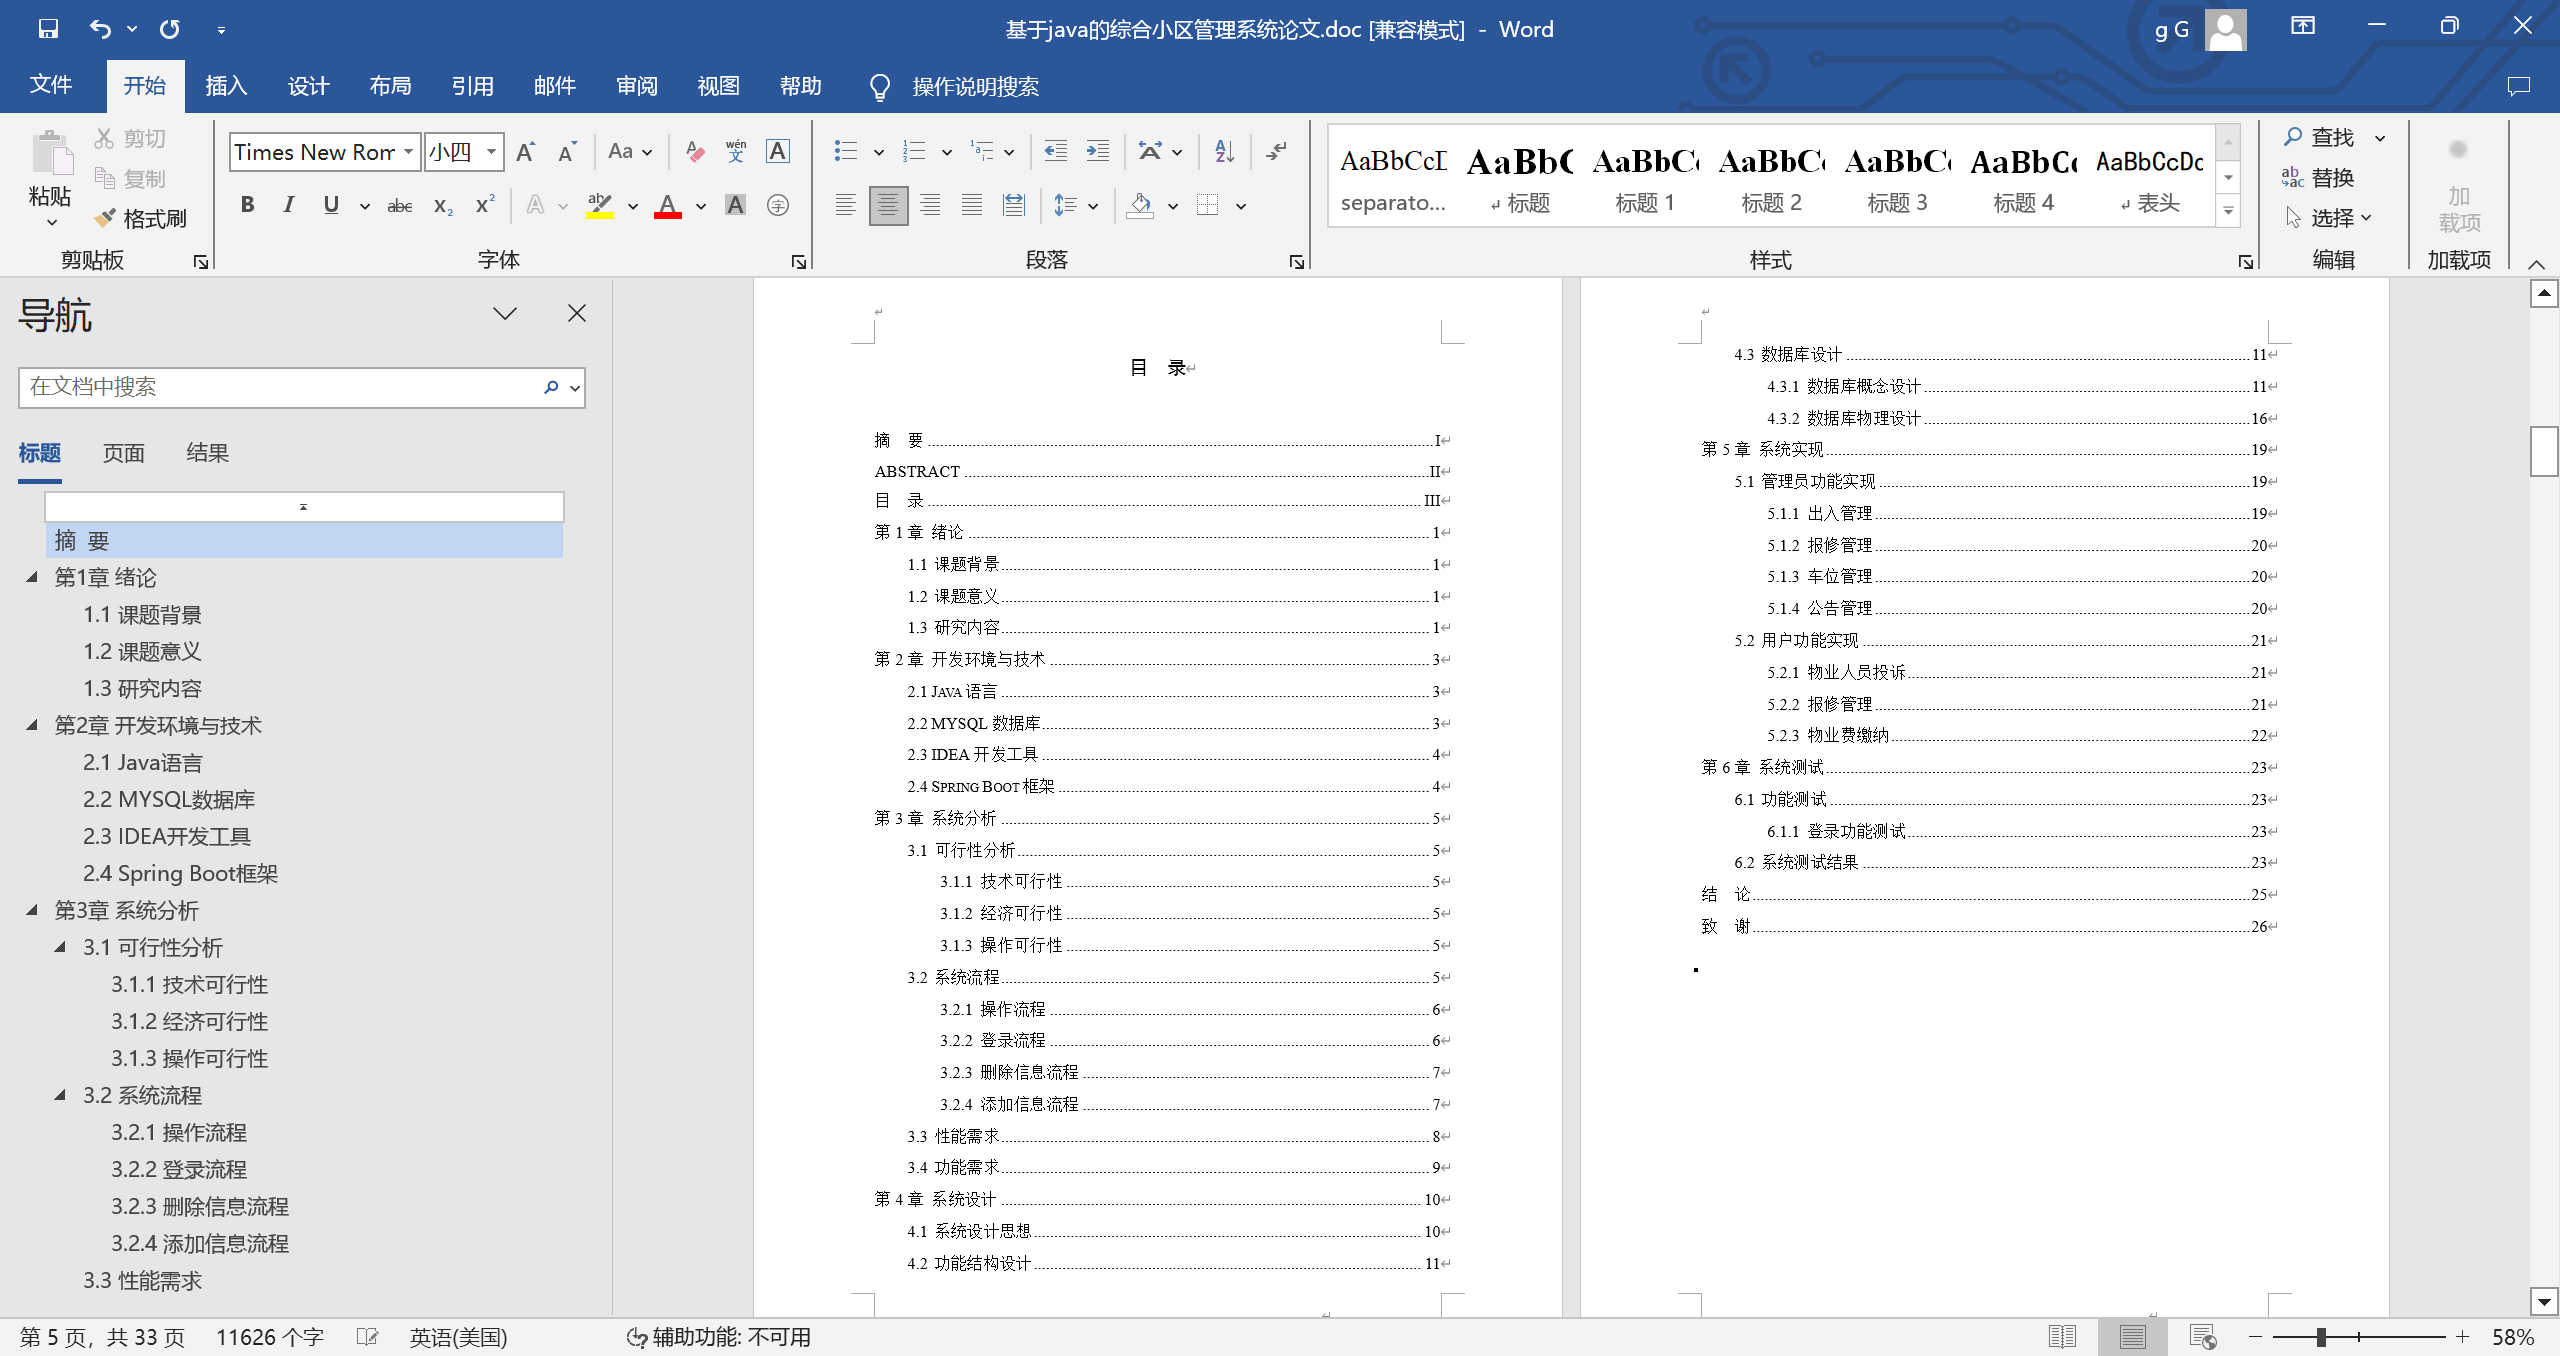 基于java的综合小区管理系统论文.doc [兼容模式] - Word
g G
文件 开始 插入 设计 布局 引用 邮件 审阅 视图 帮助 操作说明搜索
粘贴
剪切
复制
格式刷
剪贴板
Times New Ror 小四
字体
段落
AaBbCcD AaBbC AaBbC AaBbC AaBbC AaBbC AaBbCcDc
separato... 标题 标题 1 标题 2 标题 3 标题 4 表头
样式
查找
替换
选择
编辑
加
载项
加载项
导航
在文档中搜索
标题 页面 结果
摘 要
第1章 绪论
1.1 课题背景
1.2 课题意义
1.3 研究内容
第2章 开发环境与技术
2.1 Java语言
2.2 MYSQL数据库
2.3 IDEA开发工具
2.4 Spring Boot框架
第3章 系统分析
3.1 可行性分析
3.1.1 技术可行性
3.1.2 经济可行性
3.1.3 操作可行性
3.2 系统流程
3.2.1 操作流程
3.2.2 登录流程
3.2.3 删除信息流程
3.2.4 添加信息流程
3.3 性能需求
目 录
摘 要 I
ABSTRACT II
目 录 III
第 1 章 绪论 1
1.1 课题背景 1
1.2 课题意义 1
1.3 研究内容 1
第 2 章 开发环境与技术 3
2.1 JAVA 语言 3
2.2 MYSQL 数据库 3
2.3 IDEA 开发工具 4
2.4 SPRING BOOT 框架 4
第 3 章 系统分析 5
3.1 可行性分析 5
3.1.1 技术可行性 5
3.1.2 经济可行性 5
3.1.3 操作可行性 5
3.2 系统流程 5
3.2.1 操作流程 6
3.2.2 登录流程 6
3.2.3 删除信息流程 7
3.2.4 添加信息流程 7
3.3 性能需求 8
3.4 功能需求 9
第 4 章 系统设计 10
4.1 系统设计思想 10
4.2 功能结构设计 11
4.3 数据库设计 11
4.3.1 数据库概念设计 11
4.3.2 数据库物理设计 16
第 5 章 系统实现 19
5.1 管理员功能实现 19
5.1.1 出入管理 19
5.1.2 报修管理 20
5.1.3 车位管理 20
5.1.4 公告管理 20
5.2 用户功能实现 21
5.2.1 物业人员投诉 21
5.2.2 报修管理 21
5.2.3 物业费缴纳 22
第 6 章 系统测试 23
6.1 功能测试 23
6.1.1 登录功能测试 23
6.2 系统测试结果 23
结 论 25
致 谢 26
第 5 页，共 33 页 11626 个字 英语(美国) 辅助功能: 不可用 58%